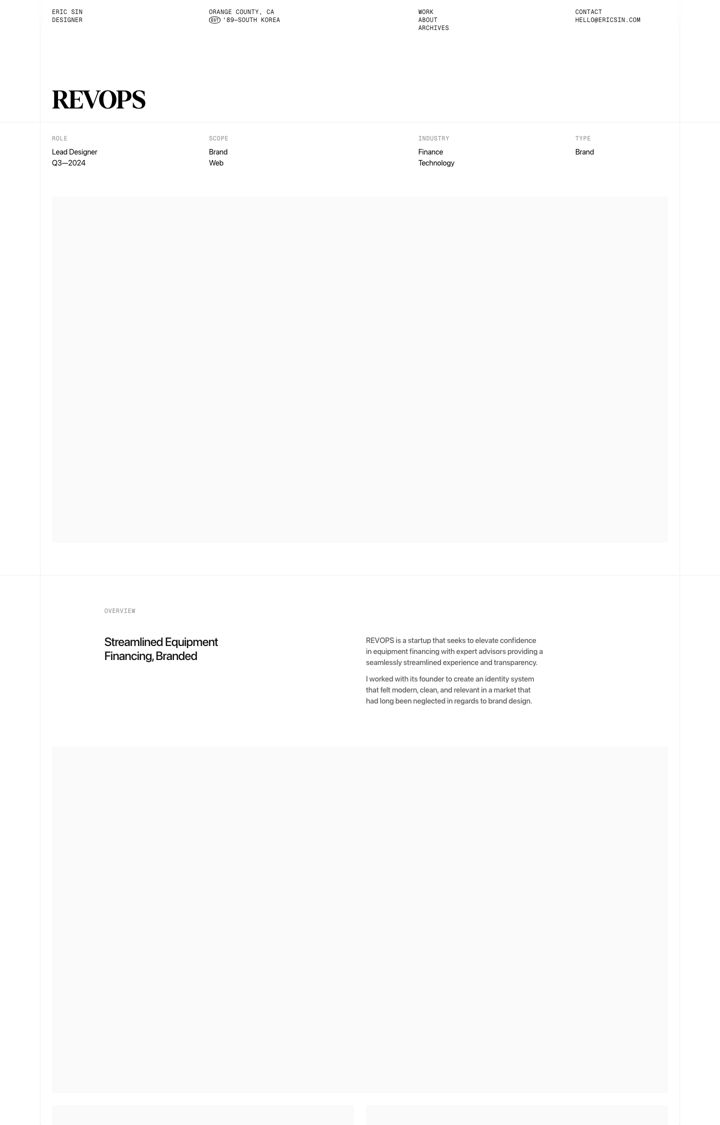 ERIC SIN
DESIGNER
ORANGE COUNTY, CA
'89—SOUTH KOREA
WORK
ABOUT
ARCHIVES
CONTACT
HELLO@ERICSIN.COM
REVOPS
ROLE
Lead Designer
Q3—2024
SCOPE
Brand
Web
INDUSTRY
Finance
Technology
TYPE
Brand
OVERVIEW
Streamlined Equipment
Financing, Branded
REVOPS is a startup that seeks to elevate confidence
in equipment financing with expert advisors providing a
seamlessly streamlined experience and transparency.
I worked with its founder to create an identity system
that felt modern, clean, and relevant in a market that
had long been neglected in regards to brand design.